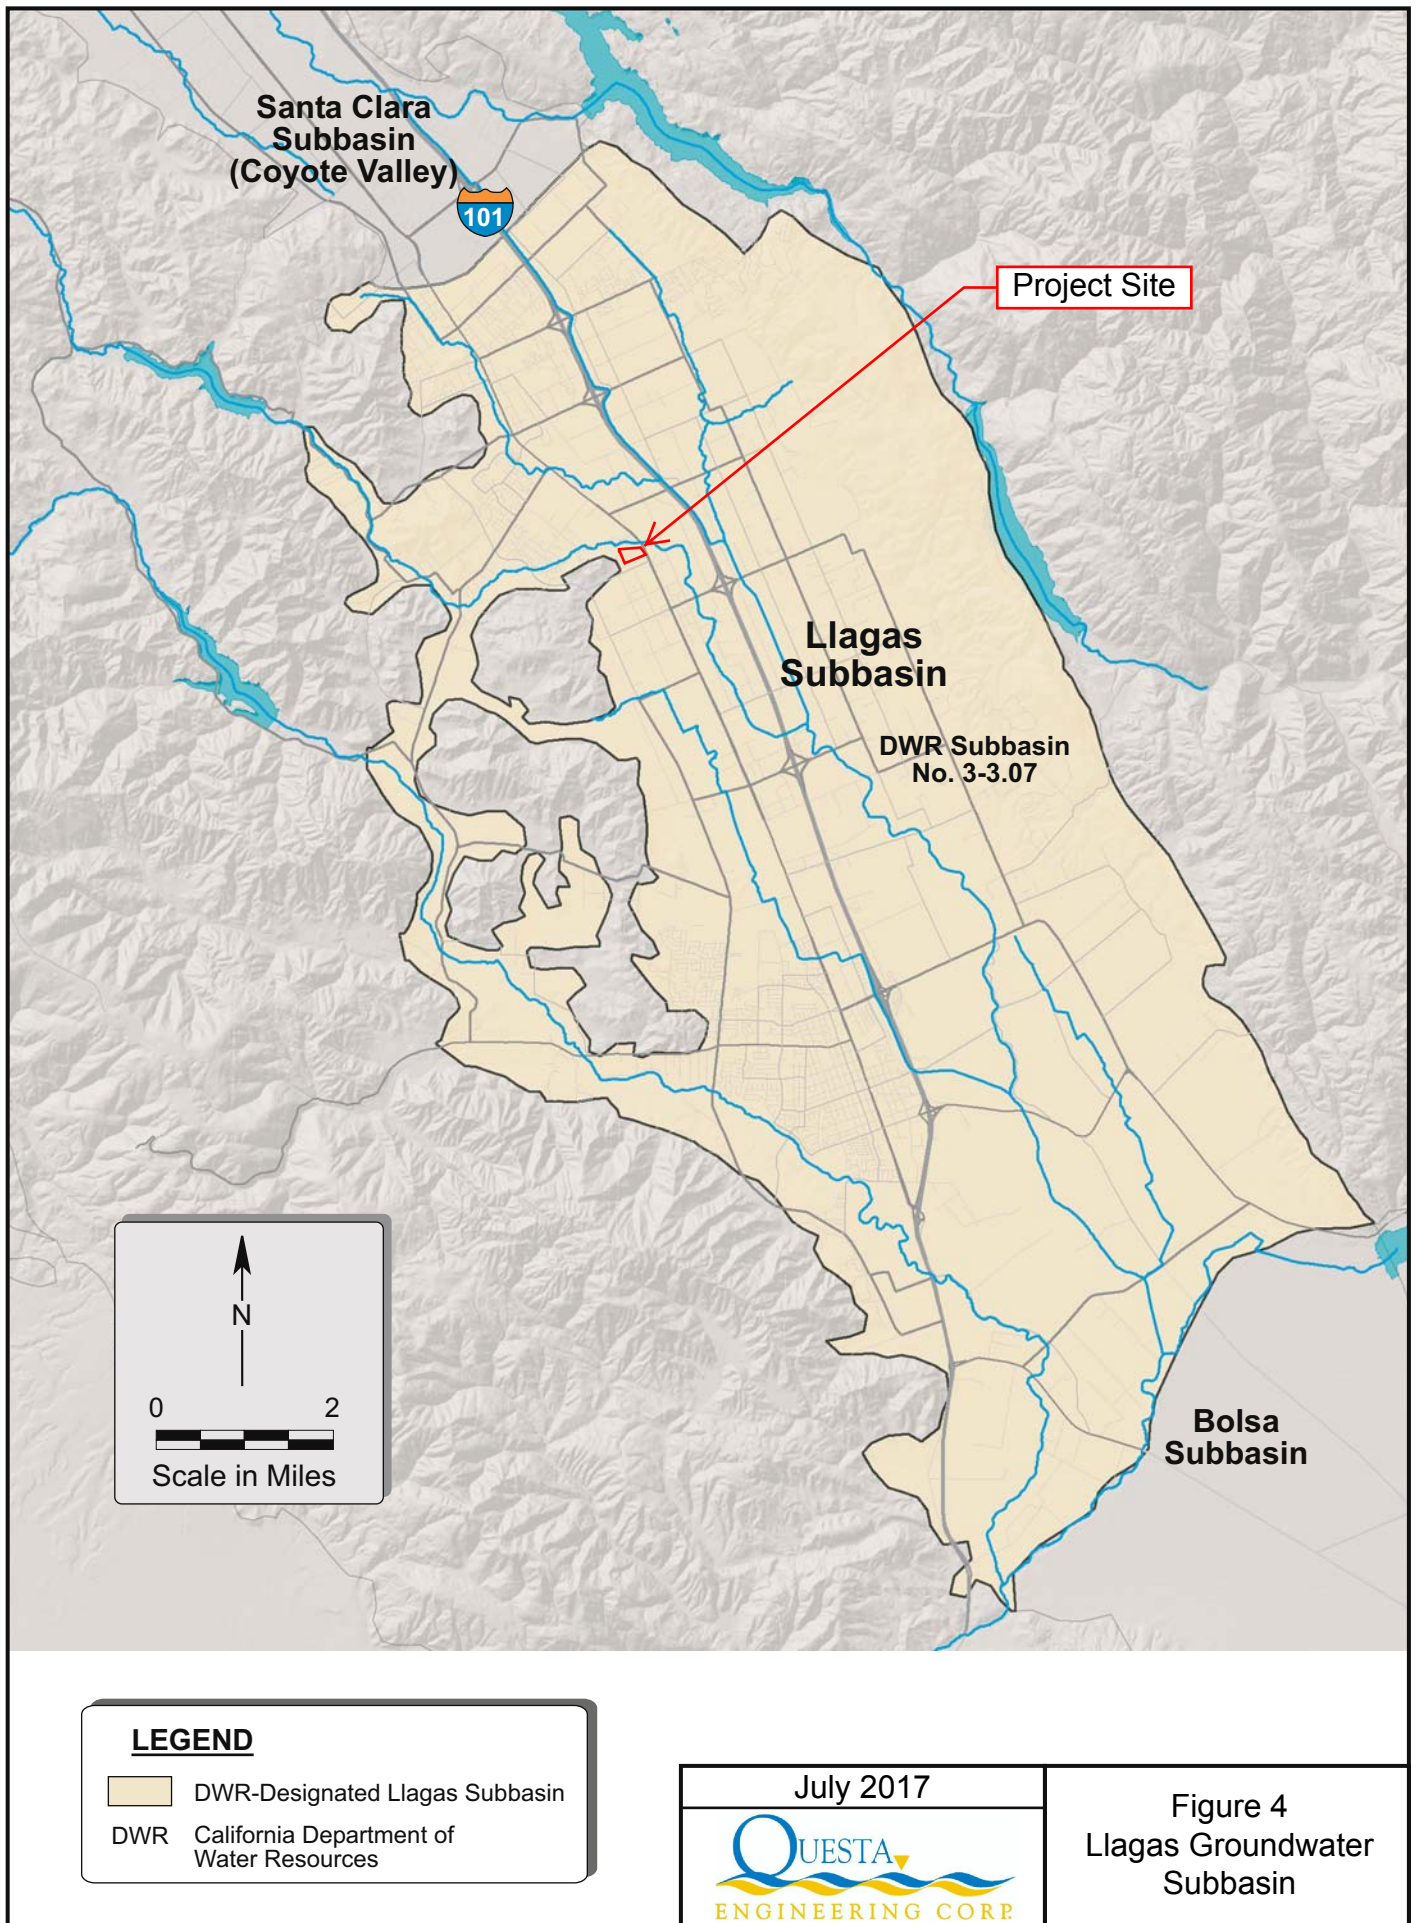 Santa Clara
Subbasin
(Coyote Valley)
101
Project Site
Llagas
Subbasin
DWR Subbasin
No. 3-3.07
N
0 2
Scale in Miles
Bolsa
Subbasin
LEGEND
DWR-Designated Llagas Subbasin
DWR California Department of
Water Resources
July 2017
QUESTA
ENGINEERING CORP.
Figure 4
Llagas Groundwater
Subbasin